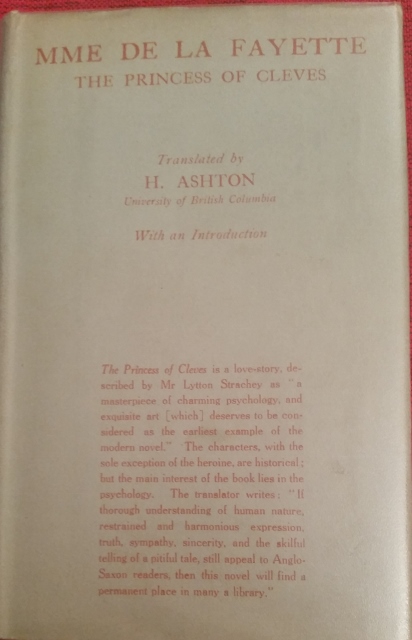 MME DE LA FAYETTE
THE PRINCESS OF CLEVES
Translated by
H. ASHTON
University of British Columbia
With an Introduction
The Princess of Cleves is a love-story, de-
scribed by Mr Lytton Strachey as "a
masterpiece of charming psychology, and
exquisite art [which] deserves to be con-
sidered as the earliest example of the
modern novel." The characters, with the
sole exception of the heroine, are historical;
but the main interest of the book lies in the
psychology. The translator writes: "If
thorough understanding of human nature,
restrained and harmonious expression,
truth, sympathy, sincerity, and the skilful
telling of a pitiful tale, still appeal to Anglo-
Saxon readers, then this novel will find a
permanent place in many a library."